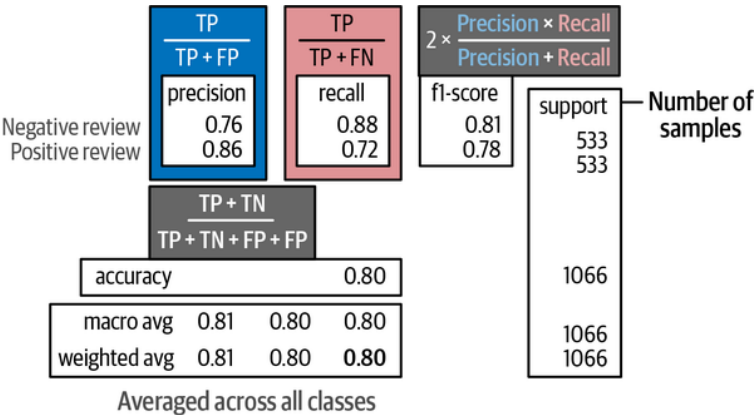 TP
TP + FP
TP
TP + FN
2 × Precision × Recall
Precision + Recall
precision recall f1-score support
Number of samples
Negative review 0.76 0.88 0.81 533
Positive review 0.86 0.72 0.78 533
TP + TN
TP + TN + FP + FP
accuracy 0.80 1066
macro avg 0.81 0.80 0.80 1066
weighted avg 0.81 0.80 0.80 1066
Averaged across all classes